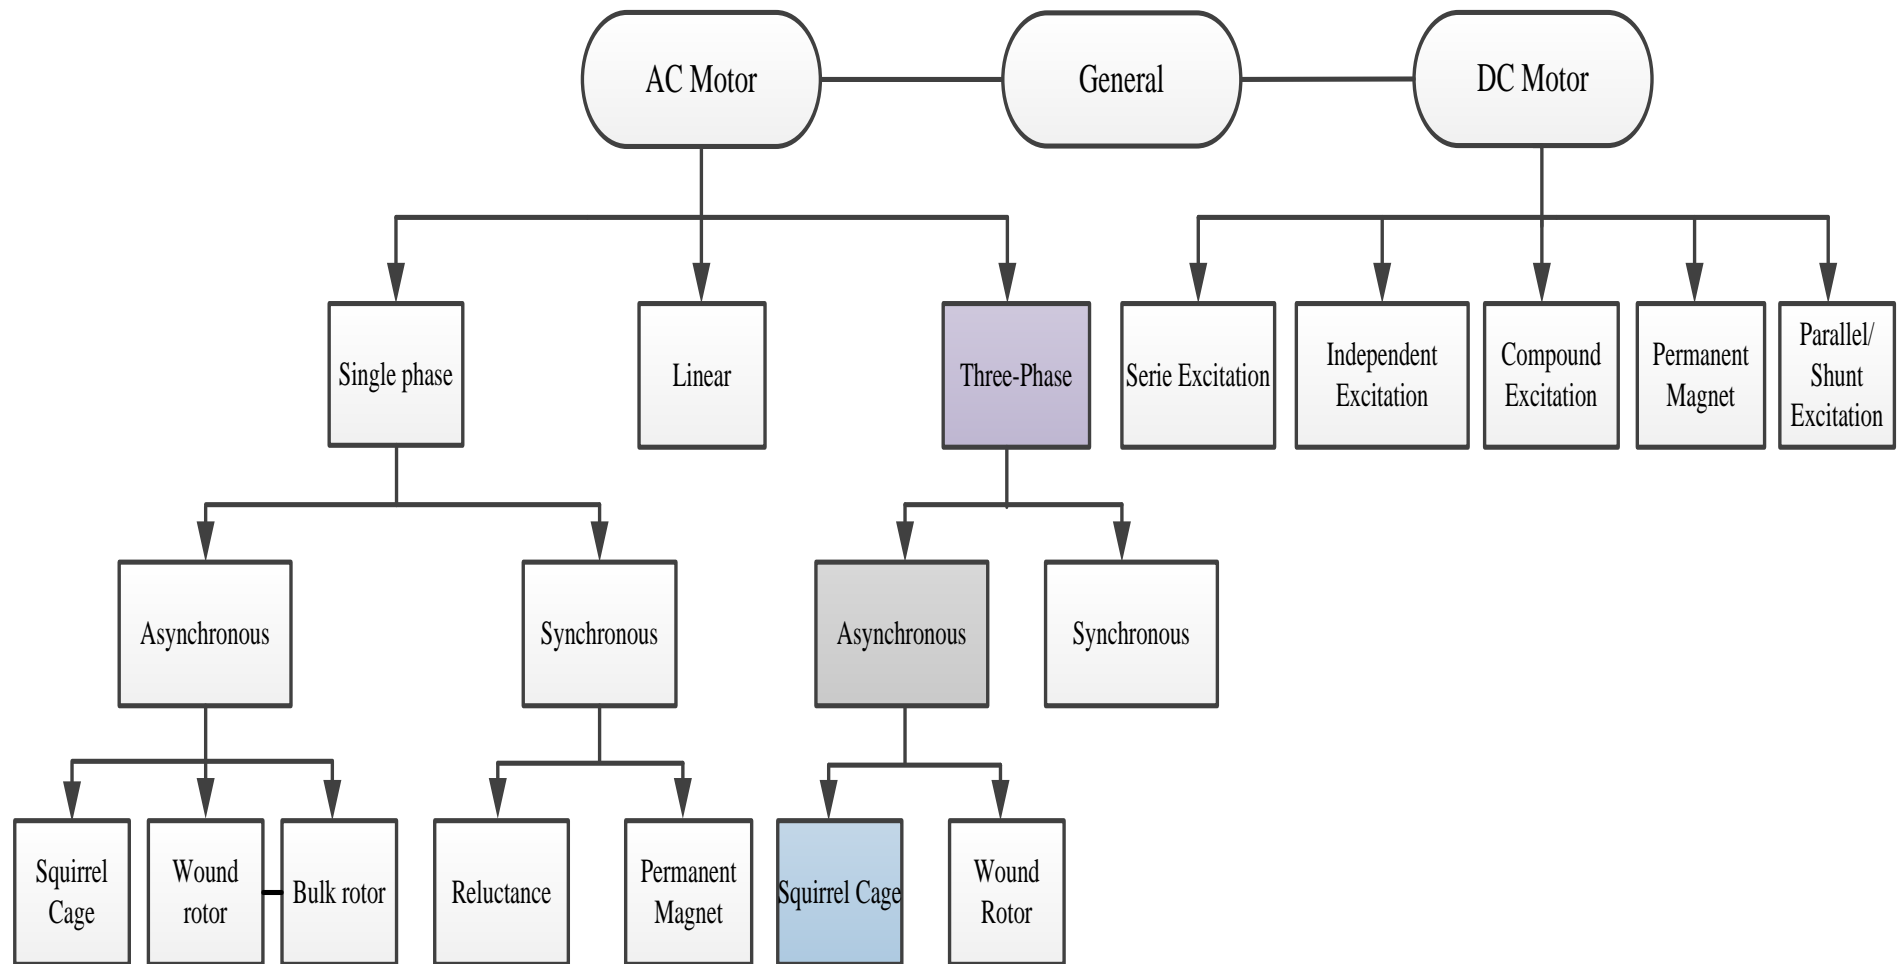 AC Motor
General
DC Motor
Single phase
Linear
Three-Phase
Serie Excitation
Independent
Excitation
Compound
Excitation
Permanent
Magnet
Parallel/
Shunt
Excitation
Asynchronous
Synchronous
Asynchronous
Synchronous
Squirrel
Cage
Wound
rotor
Bulk rotor
Reluctance
Permanent
Magnet
Squirrel Cage
Wound
Rotor